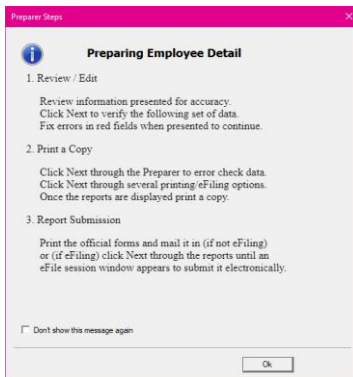 Preparer Steps
Preparing Employee Detail
1. Review / Edit
Review information presented for accuracy.
Click Next to verify the following set of data.
Fix errors in red fields when presented to continue.
2. Print a Copy
Click Next through the Preparer to error check data.
Click Next through several printing/eFiling options.
Once the reports are displayed print a copy.
3. Report Submission
Print the official forms and mail it in (if not eFiling)
or (if eFiling) click Next through the reports until an
eFile session window appears to submit it electronically.
Don't show this message again
Ok